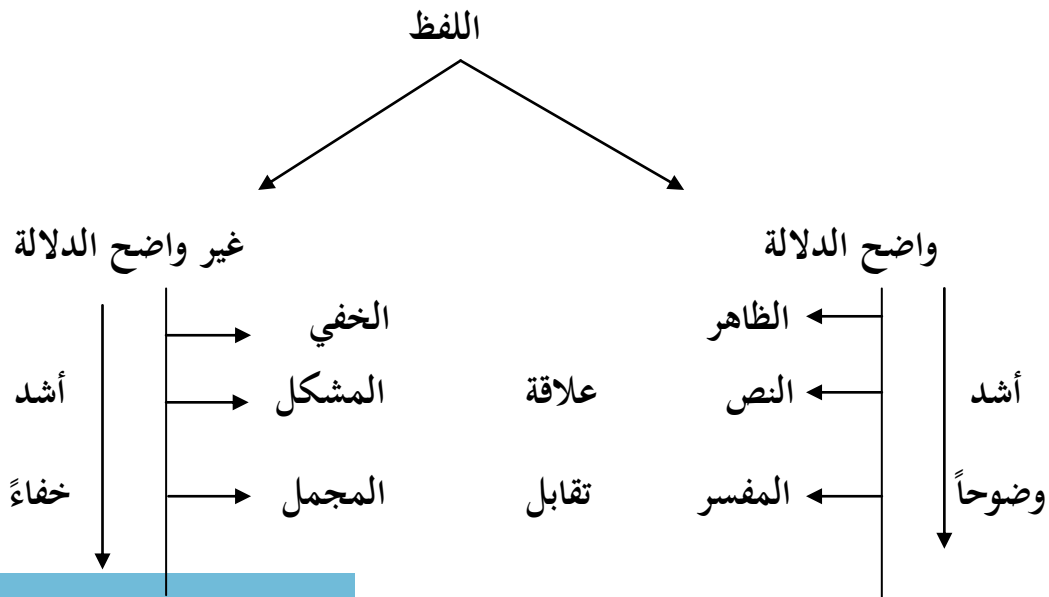 اللفظ
واضح الدلالة
غير واضح الدلالة
الظاهر
الخفي
أشد
النص
علاقة
المشكل
أشد
وضوحاً
المفسر
تقابل
المجمل
خفاءً